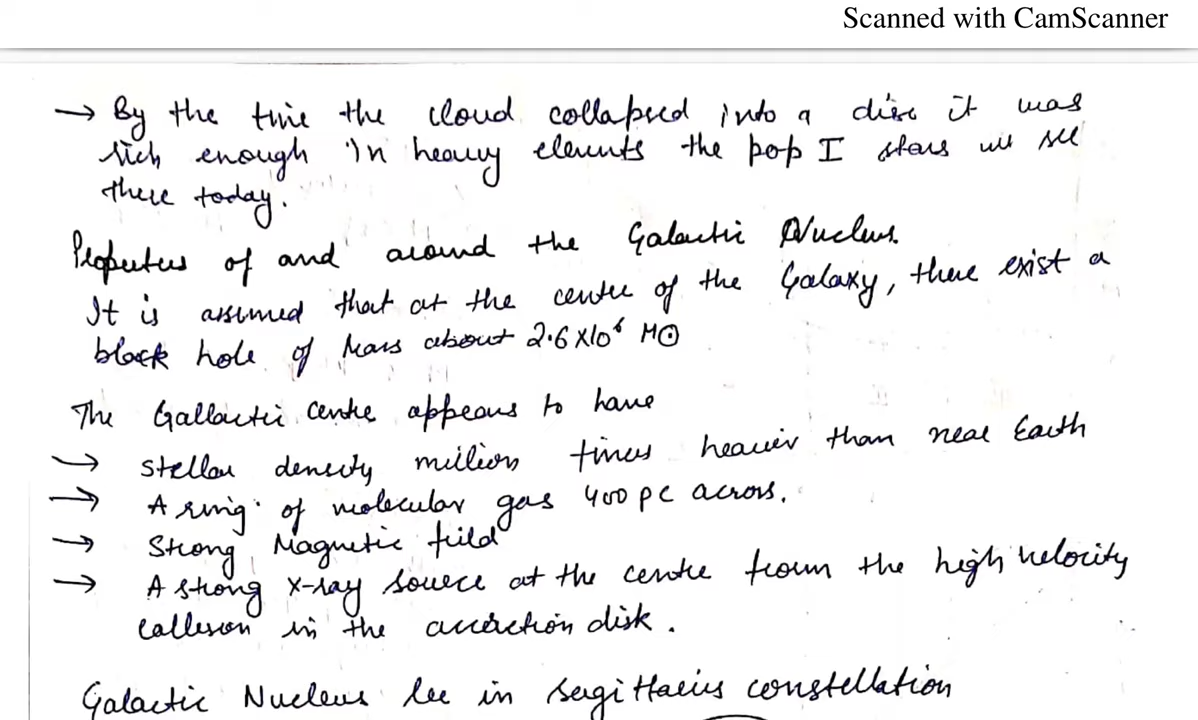 Scanned with CamScanner
→ By the time the cloud collapsed into a disc it was
rich enough in heavy elements the pop I stars we see
there today.
Properties of and around the Galactic Nucleus.
It is assumed that at the centre of the Galaxy, there exist a
black hole of Mass about 2.6 X10⁶ M⊙
The Gallactic centre appears to have
→ stellar density million times heavier than near Earth
→ A ring of molecular gas 400 pc across.
→ Strong Magnetic field
→ A strong X-ray source at the centre from the high velocity
collison in the accrection disk.
Galactic Nucleus lie in Sagittarius constellation